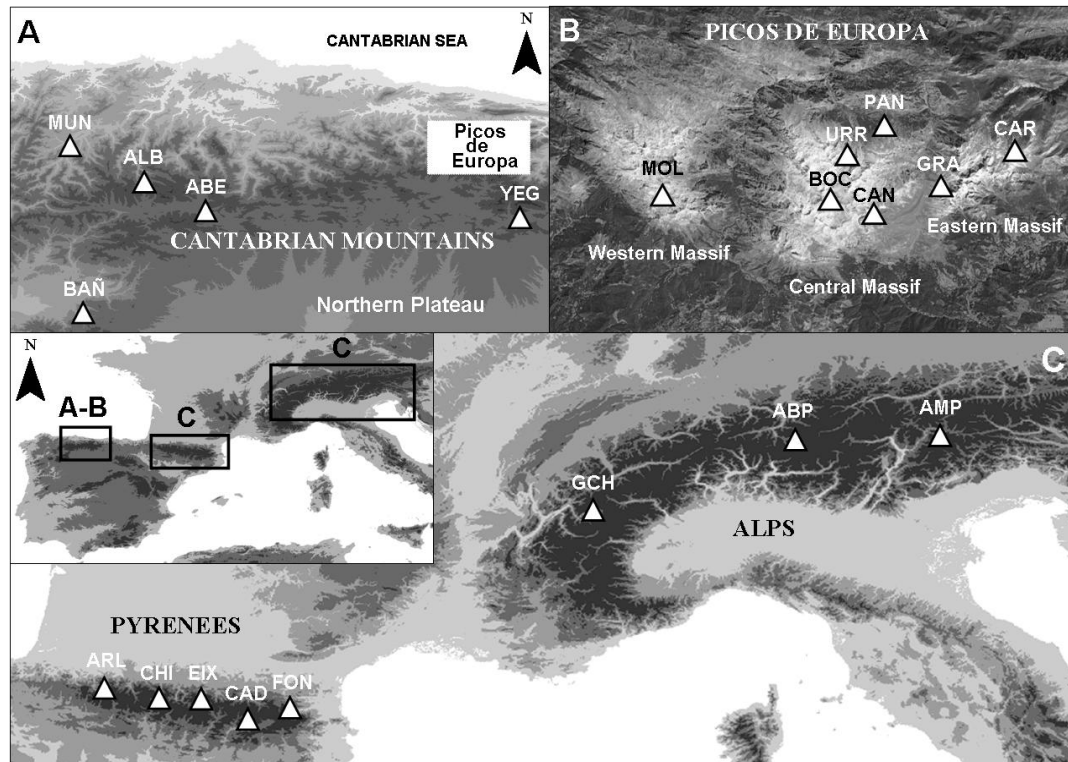 A
CANTABRIAN SEA
N
MUN
ALB
ABE
Picos
de
Europa
YEG
CANTABRIAN MOUNTAINS
BAÑ
Northern Plateau
B
PICOS DE EUROPA
PAN
URR
CAR
MOL
GRA
BOC
CAN
Western Massif
Eastern Massif
Central Massif
N
A-B
C
C
C
ABP
AMP
GCH
ALPS
PYRENEES
ARL
CHI
EIX
CAD
FON